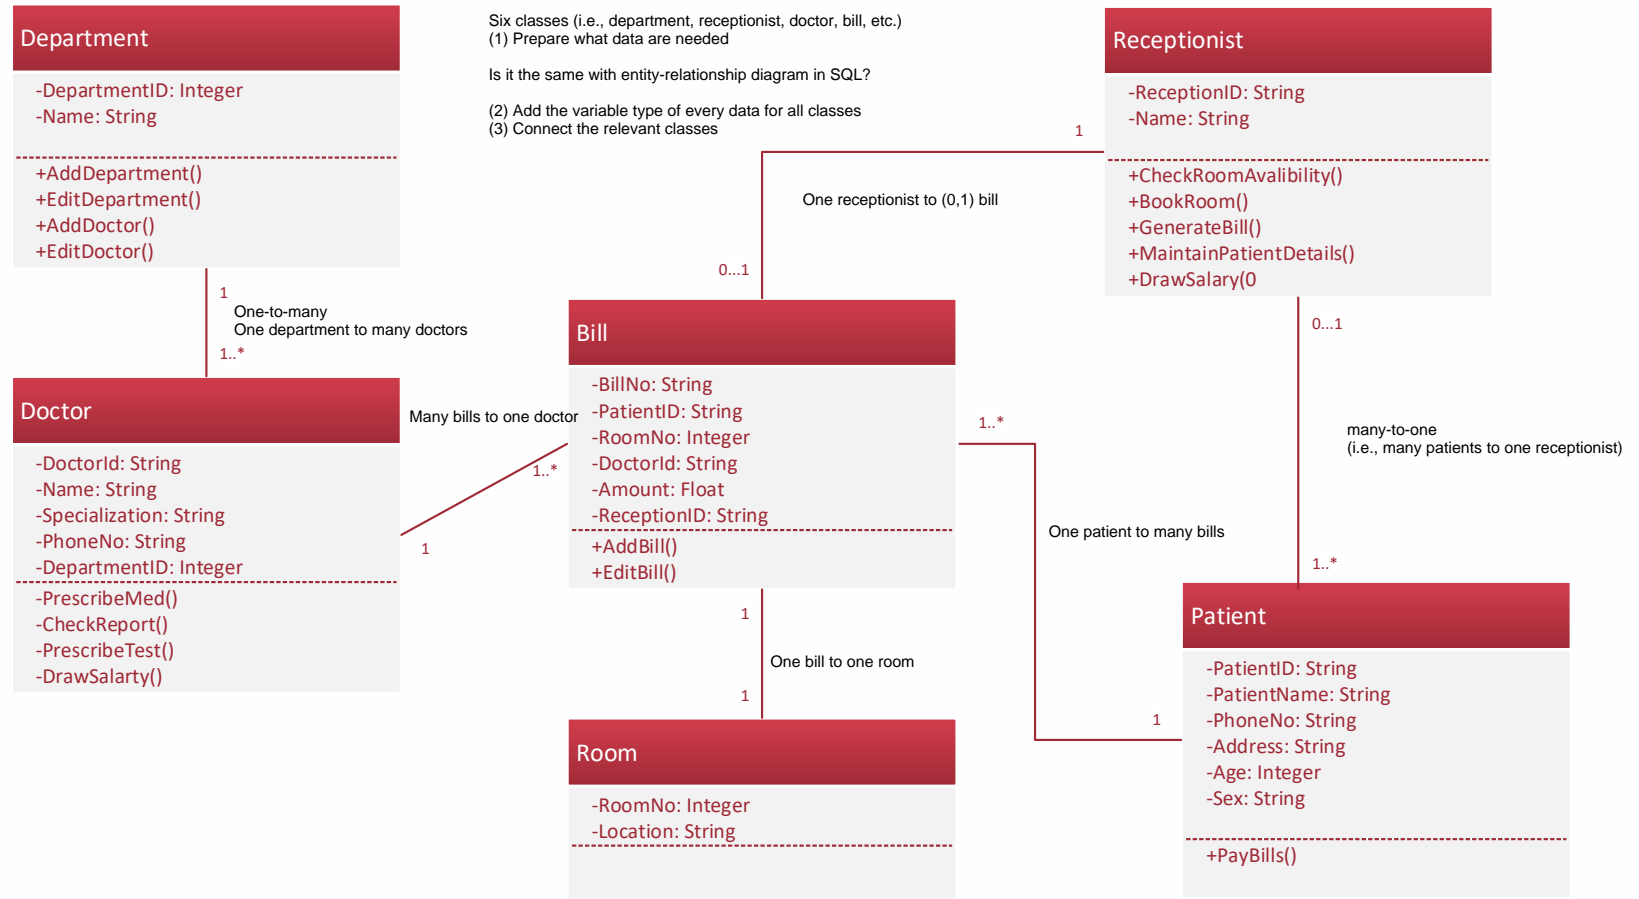 Department
-DepartmentID: Integer
-Name: String
+AddDepartment()
+EditDepartment()
+AddDoctor()
+EditDoctor()
Six classes (i.e., department, receptionist, doctor, bill, etc.)
(1) Prepare what data are needed
Is it the same with entity-relationship diagram in SQL?
(2) Add the variable type of every data for all classes
(3) Connect the relevant classes
Receptionist
-ReceptionID: String
-Name: String
+CheckRoomAvalibility()
+BookRoom()
+GenerateBill()
+MaintainPatientDetails()
+DrawSalary(0
1
One receptionist to (0,1) bill
0...1
1
One-to-many
One department to many doctors
1..*
Doctor
-DoctorId: String
-Name: String
-Specialization: String
-PhoneNo: String
-DepartmentID: Integer
-PrescribeMed()
-CheckReport()
-PrescribeTest()
-DrawSalarty()
Many bills to one doctor
1..*
1
Bill
-BillNo: String
-PatientID: String
-RoomNo: Integer
-DoctorId: String
-Amount: Float
-ReceptionID: String
+AddBill()
+EditBill()
1
One bill to one room
1
Room
-RoomNo: Integer
-Location: String
1..*
One patient to many bills
1
0...1
many-to-one
(i.e., many patients to one receptionist)
1..*
Patient
-PatientID: String
-PatientName: String
-PhoneNo: String
-Address: String
-Age: Integer
-Sex: String
+PayBills()